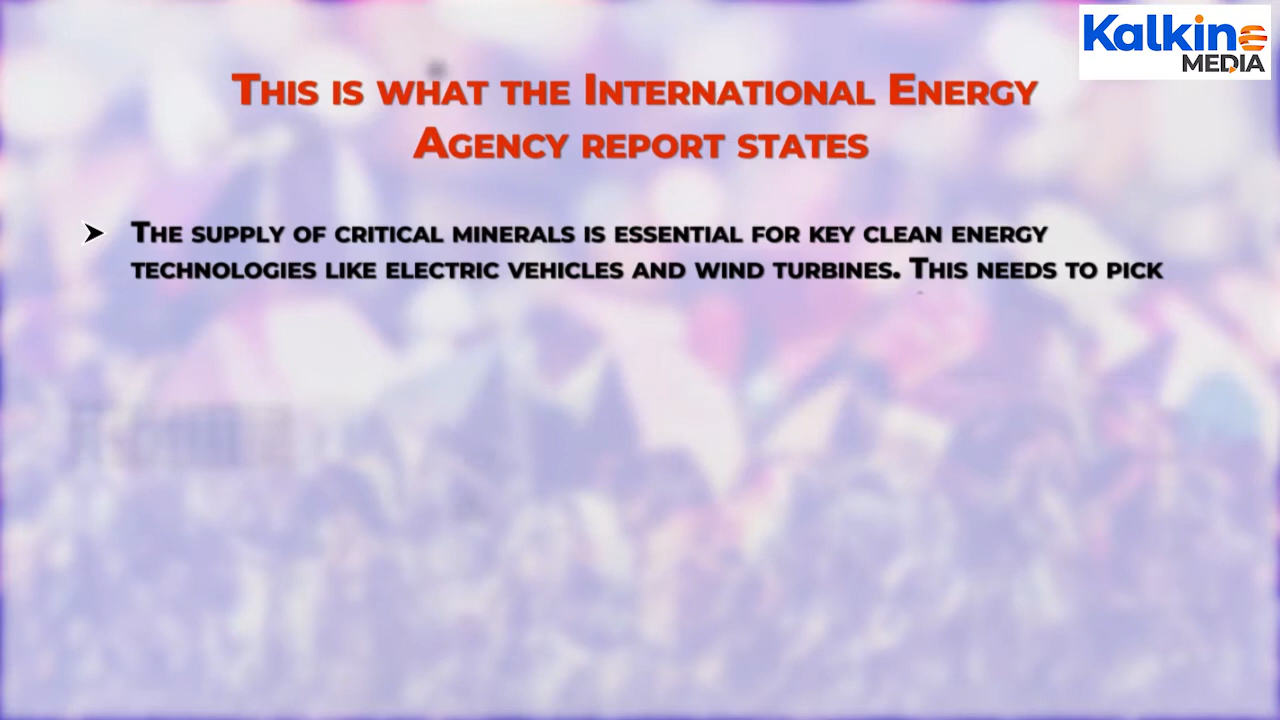 Kalkine
MEDIA
This is what the International Energy
Agency report states
➤ The supply of critical minerals is essential for key clean energy
technologies like electric vehicles and wind turbines. This needs to pick